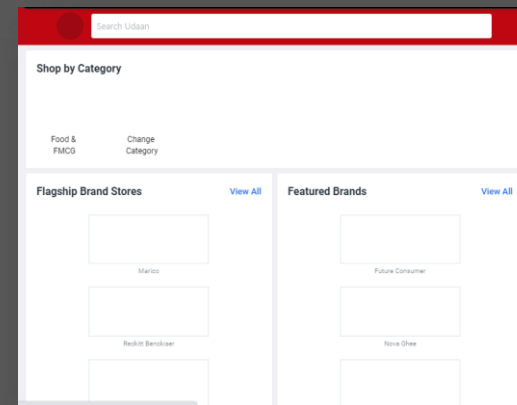 Search Udaan
Shop by Category
Food &
FMCG
Change
Category
Flagship Brand Stores
View All
Marico
Reckitt Benckiser
Featured Brands
View All
Future Consumer
Nova Ghee